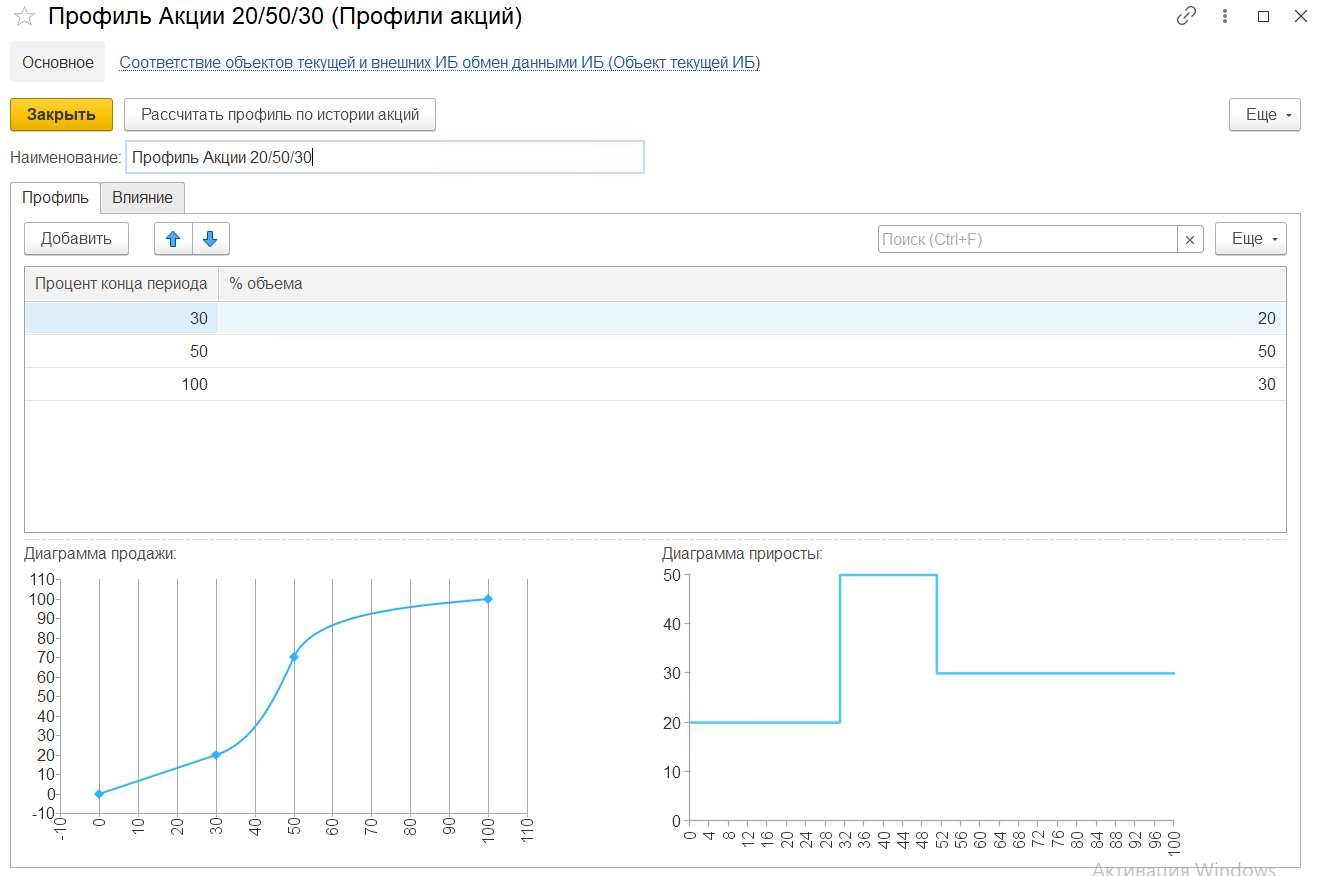 Профиль Акции 20/50/30 (Профили акций)
Основное Соответствие объектов текущей и внешних ИБ обмен данными ИБ (Объект текущей ИБ)
Закрыть Рассчитать профиль по истории акций Еще
Наименование: Профиль Акции 20/50/30
Профиль Влияние
Добавить Поиск (Ctrl+F) × Еще
Процент конца периода % объема
30 20
50 50
100 30
Диаграмма продажи: Диаграмма приросты:
110
100
90
80
70
60
50
40
30
20
10
0
-10
-10 0 10 20 30 40 50 60 70 80 90 100 110
50
40
30
20
10
0
0 4 8 12 16 20 24 28 32 36 40 44 48 52 56 60 64 68 72 76 80 84 88 92 96 100
Активация Windows